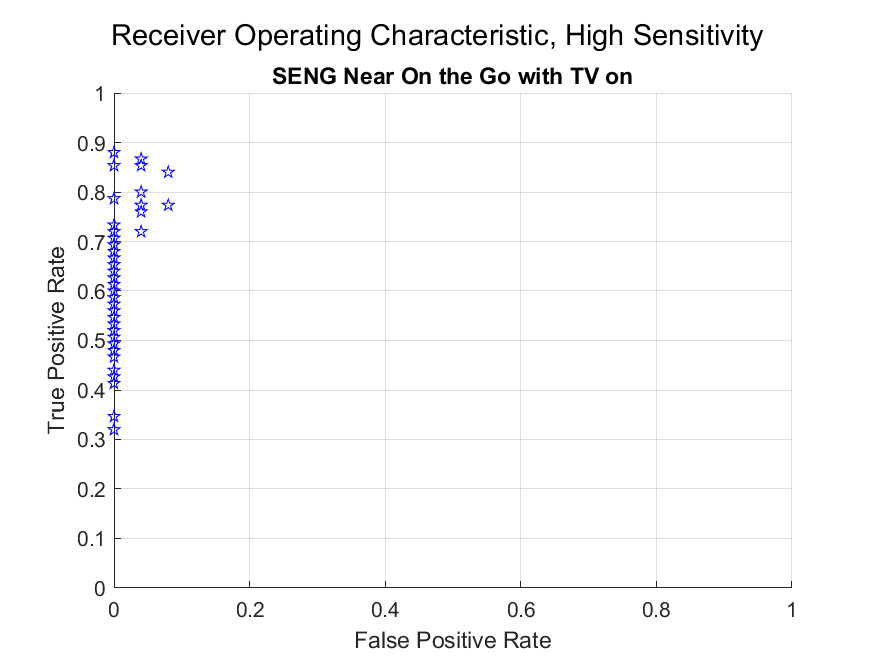 Receiver Operating Characteristic, High Sensitivity
SENG Near On the Go with TV on
1
0.9
0.8
0.7
0.6
0.5
0.4
0.3
0.2
0.1
0
True Positive Rate
0 0.2 0.4 0.6 0.8 1
False Positive Rate